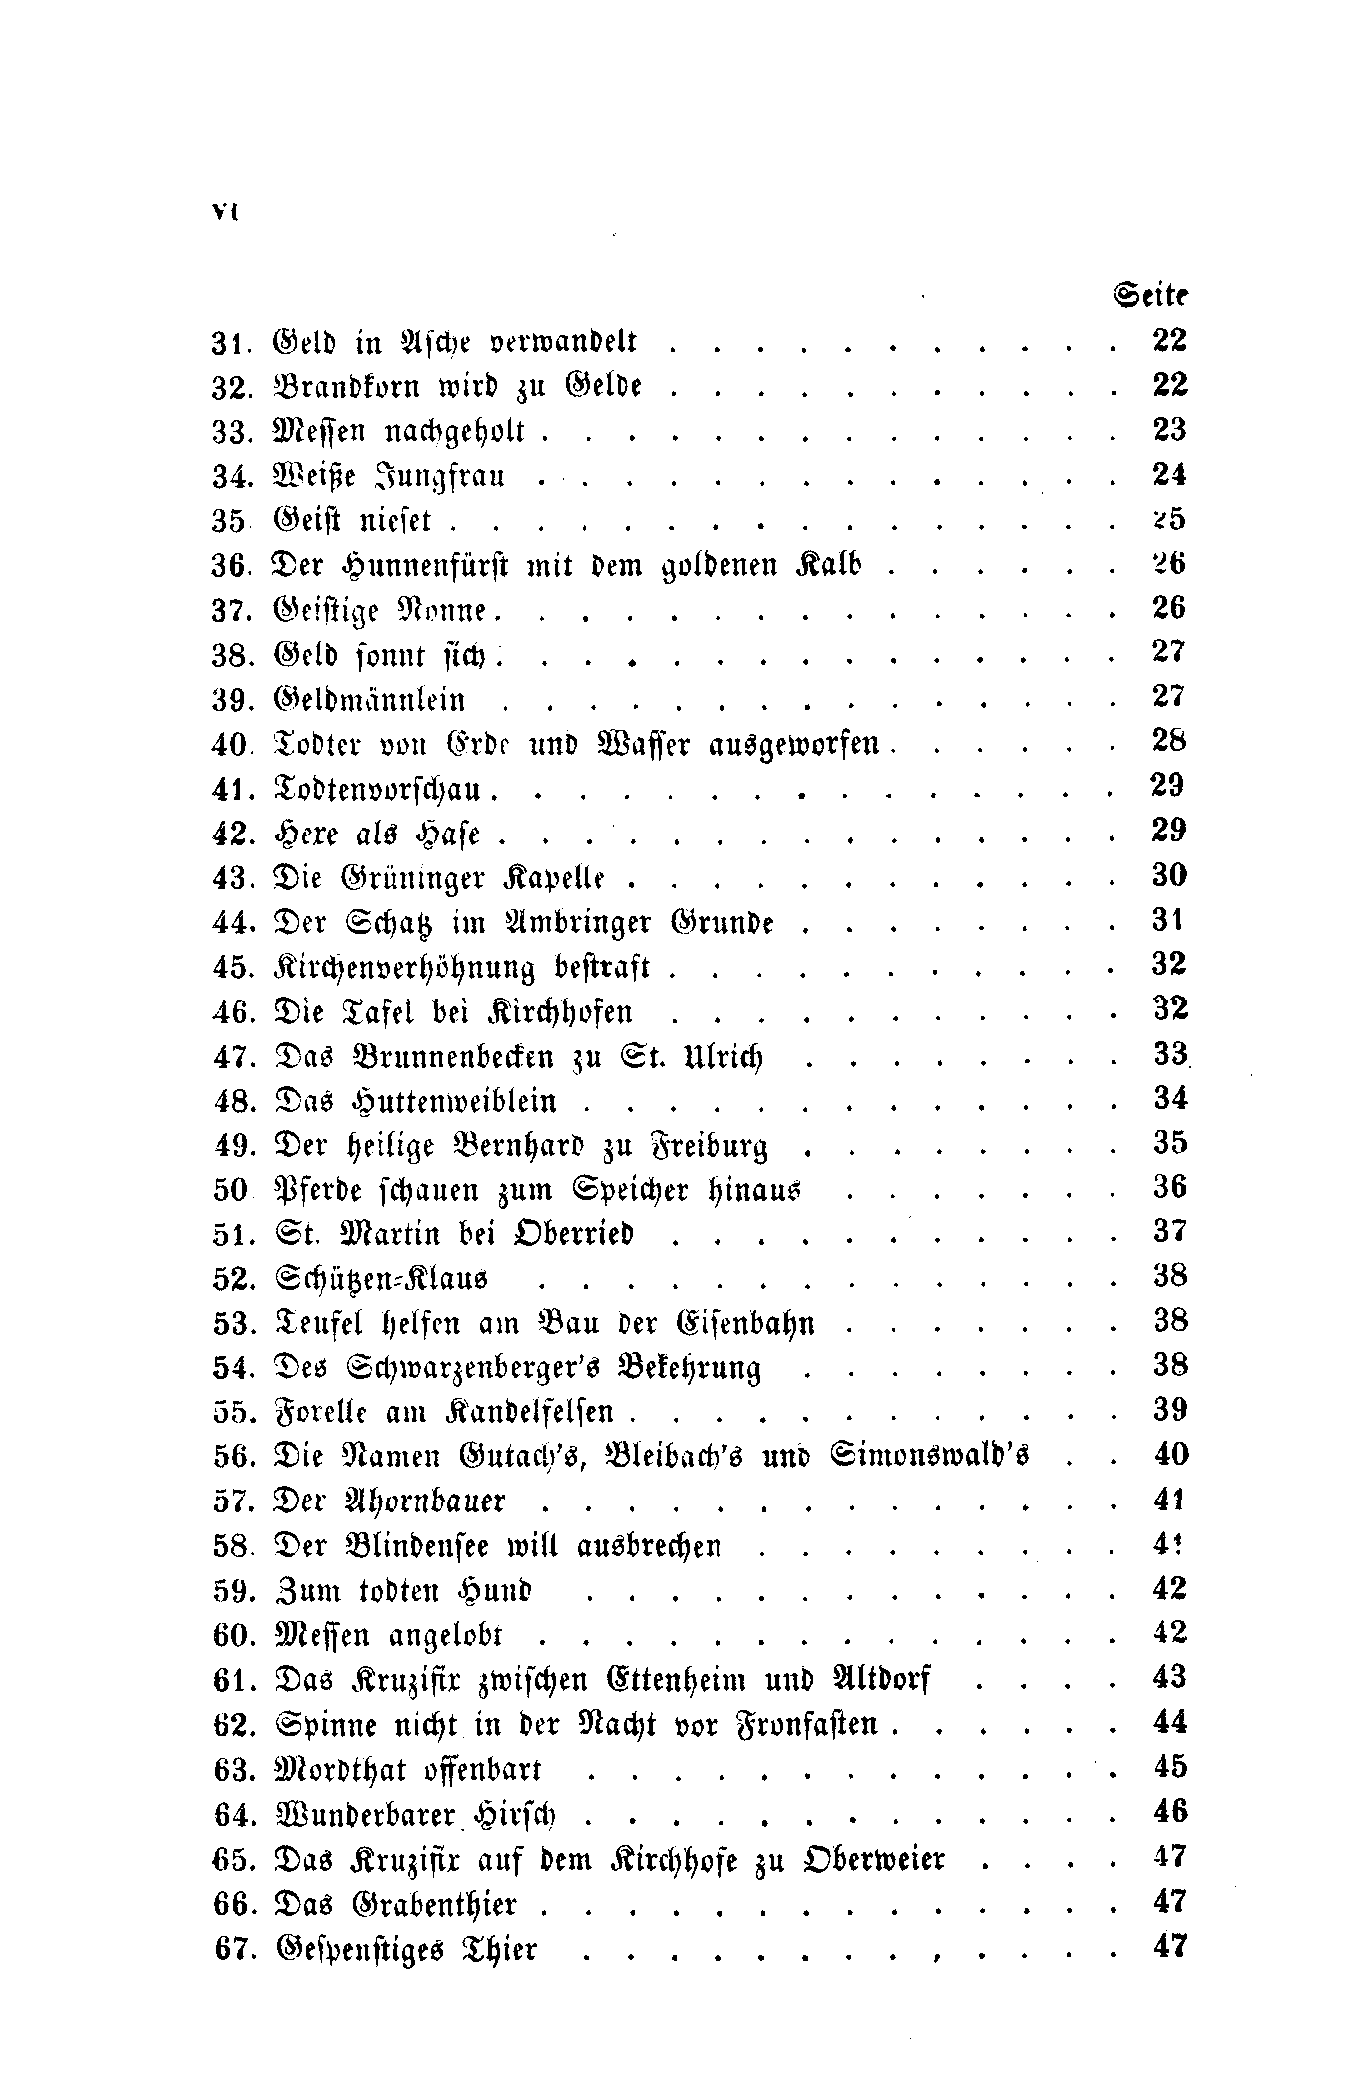 VI
Seite
31. Geld in Asche verwandelt . . . . . . . . . . . 22
32. Brandkorn wird zu Gelde . . . . . . . . . . . 22
33. Messen nachgeholt . . . . . . . . . . . . . . 23
34. Weiße Jungfrau . . . . . . . . . . . . . . 24
35. Geist nieset . . . . . . . . . . . . . . . . 25
36. Der Hunnenfürst mit dem goldenen Kalb . . . . . . 26
37. Geistige Nonne . . . . . . . . . . . . . . . 26
38. Geld sonnt sich . . . . . . . . . . . . . . . 27
39. Geldmännlein . . . . . . . . . . . . . . . 27
40. Todter von Erde und Wasser ausgeworfen . . . . . . 28
41. Todtenvorschau . . . . . . . . . . . . . . . 29
42. Hexe als Hase . . . . . . . . . . . . . . . 29
43. Die Grüninger Kapelle . . . . . . . . . . . . 30
44. Der Schatz im Ambringer Grunde . . . . . . . . 31
45. Kirchenverhöhnung bestraft . . . . . . . . . . . 32
46. Die Tafel bei Kirchhofen . . . . . . . . . . . 32
47. Das Brunnenbecken zu St. Ulrich . . . . . . . . 33
48. Das Huttenweiblein . . . . . . . . . . . . . 34
49. Der heilige Bernhard zu Freiburg . . . . . . . . 35
50. Pferde schauen zum Speicher hinaus . . . . . . . 36
51. St. Martin bei Oberried . . . . . . . . . . . 37
52. Schützen-Klaus . . . . . . . . . . . . . . 38
53. Teufel helfen am Bau der Eisenbahn . . . . . . . 38
54. Des Schwarzenberger's Bekehrung . . . . . . . . 38
55. Forelle am Kandelfelsen . . . . . . . . . . . . 39
56. Die Namen Gutach's, Bleibach's und Simonswald's . . 40
57. Der Ahornbauer . . . . . . . . . . . . . . 41
58. Der Blindensee will ausbrechen . . . . . . . . . 41
59. Zum todten Hund . . . . . . . . . . . . . 42
60. Messen angelobt . . . . . . . . . . . . . . 42
61. Das Kruzifix zwischen Ettenheim und Altdorf . . . . 43
62. Spinne nicht in der Nacht vor Fronfasten . . . . . . 44
63. Mordthat offenbart . . . . . . . . . . . . . 45
64. Wunderbarer Hirsch . . . . . . . . . . . . . 46
65. Das Kruzifix auf dem Kirchhofe zu Oberweier . . . . 47
66. Das Grabenthier . . . . . . . . . . . . . . 47
67. Gespenstiges Thier . . . . . . . . . . . . . 47